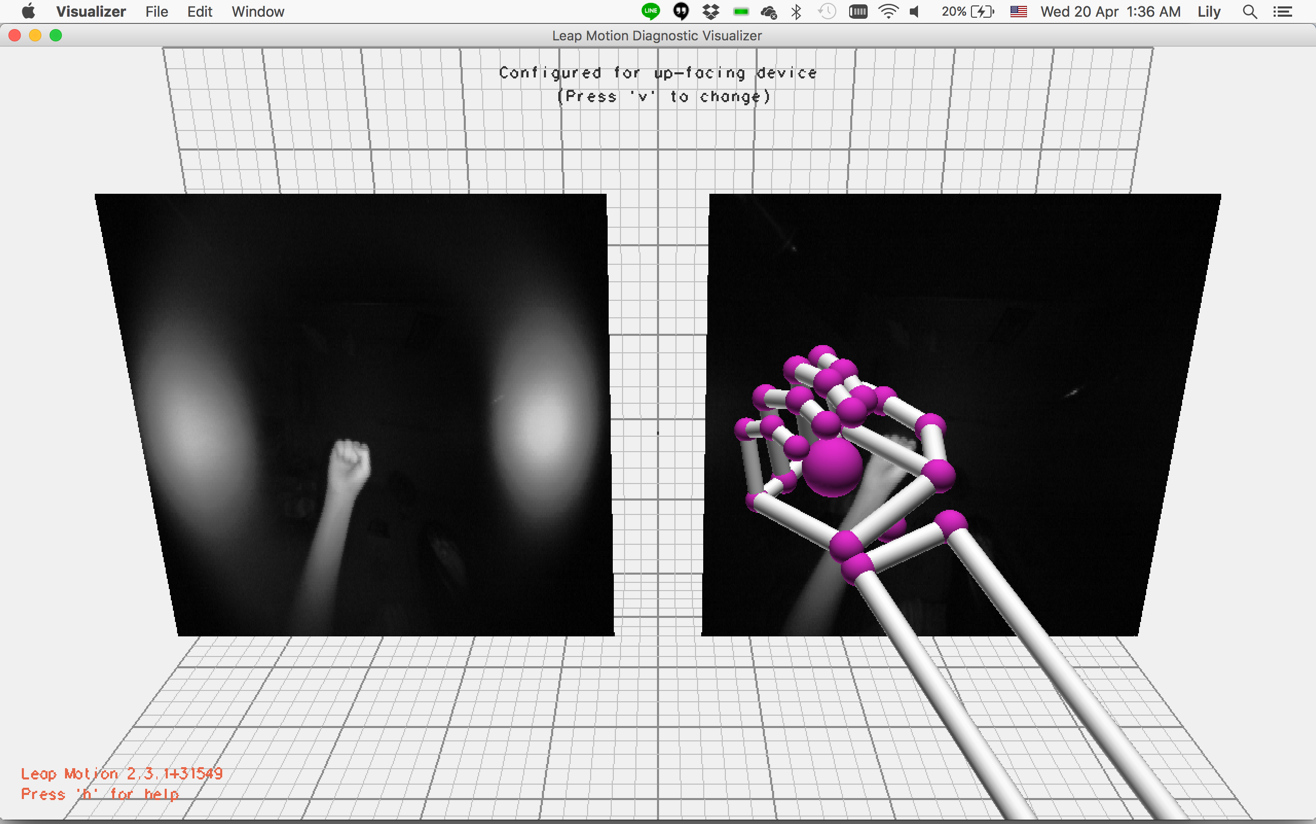 Visualizer File Edit Window LINE 20% Wed 20 Apr 1:36 AM Lily
Leap Motion Diagnostic Visualizer
Configured for up-facing device
(Press 'v' to change)
Leap Motion 2.3.1+31549
Press 'h' for help